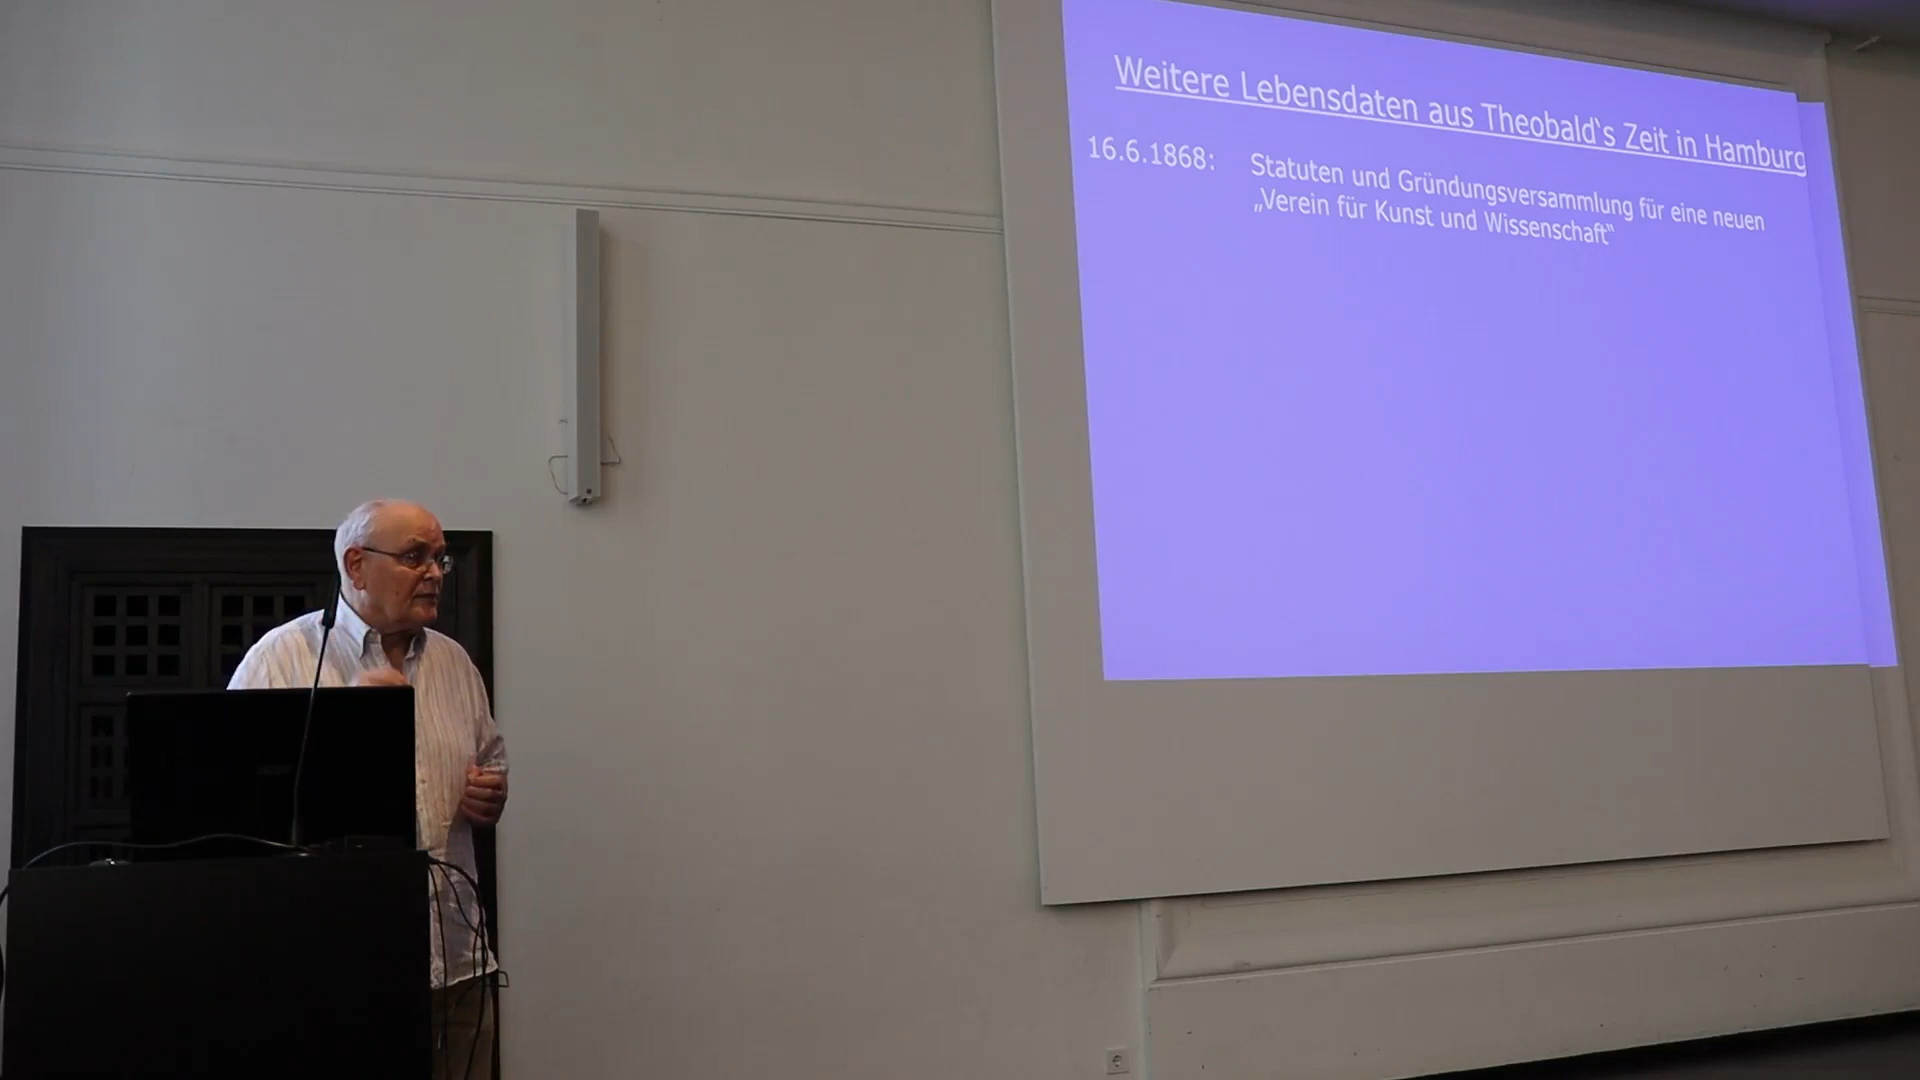 Weitere Lebensdaten aus Theobald‘s Zeit in Hamburg
16.6.1868: Statuten und Gründungsversammlung für eine neuen
„Verein für Kunst und Wissenschaft“